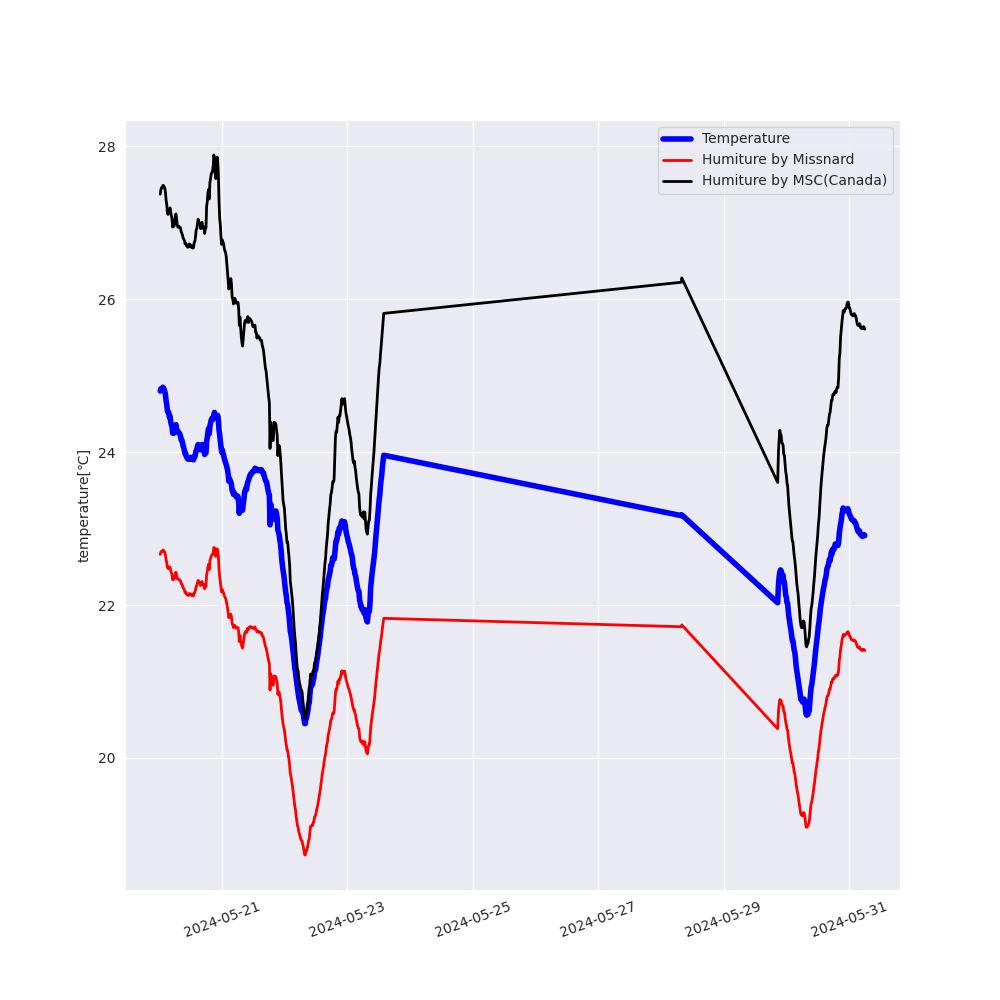 Temperature
Humiture by Missnard
Humiture by MSC(Canada)
28
26
24
22
20
temperature[℃]
2024-05-21
2024-05-23
2024-05-25
2024-05-27
2024-05-29
2024-05-31